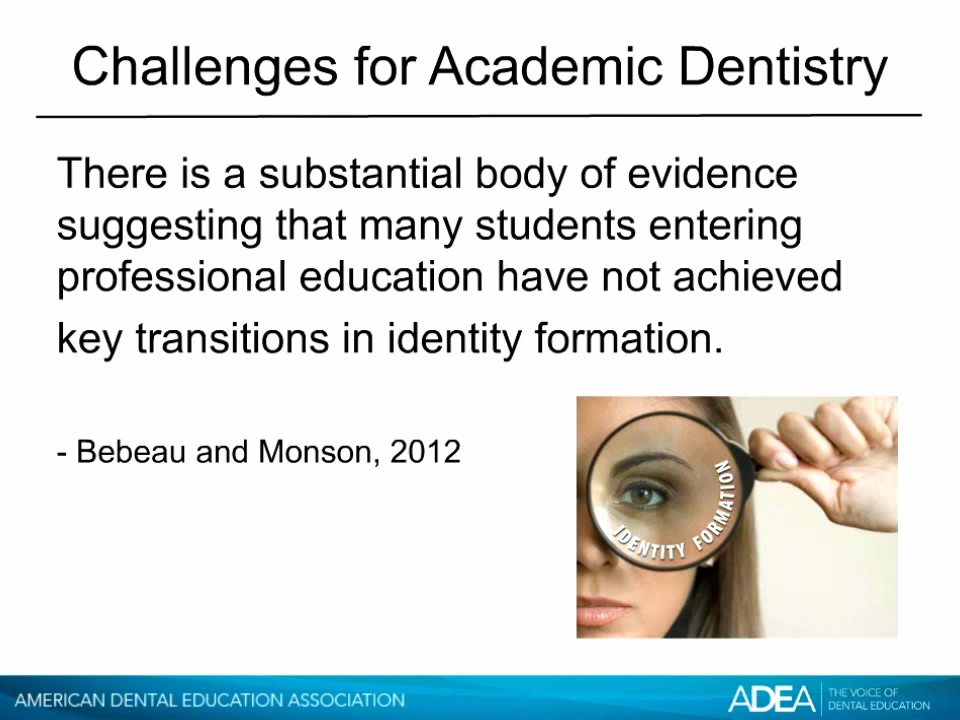 Challenges for Academic Dentistry
There is a substantial body of evidence
suggesting that many students entering
professional education have not achieved
key transitions in identity formation.
- Bebeau and Monson, 2012
IDENTITY FORMATION
AMERICAN DENTAL EDUCATION ASSOCIATION
ADEA
THE VOICE OF
DENTAL EDUCATION